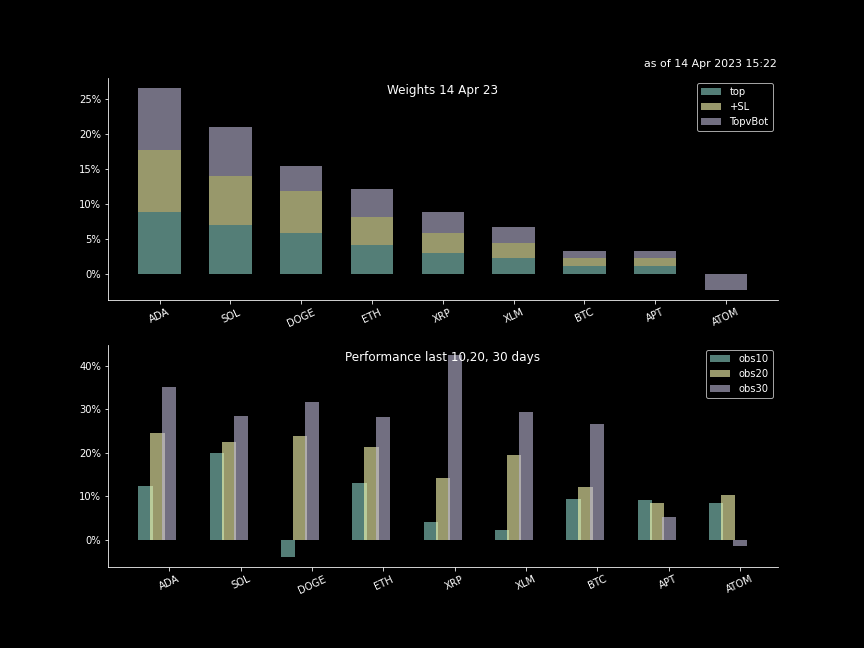 as of 14 Apr 2023 15:22
Weights 14 Apr 23
top
+SL
TopvBot
25%
20%
15%
10%
5%
0%
ADA SOL DOGE ETH XRP XLM BTC APT ATOM
Performance last 10,20, 30 days
obs10
obs20
obs30
40%
30%
20%
10%
0%
ADA SOL DOGE ETH XRP XLM BTC APT ATOM